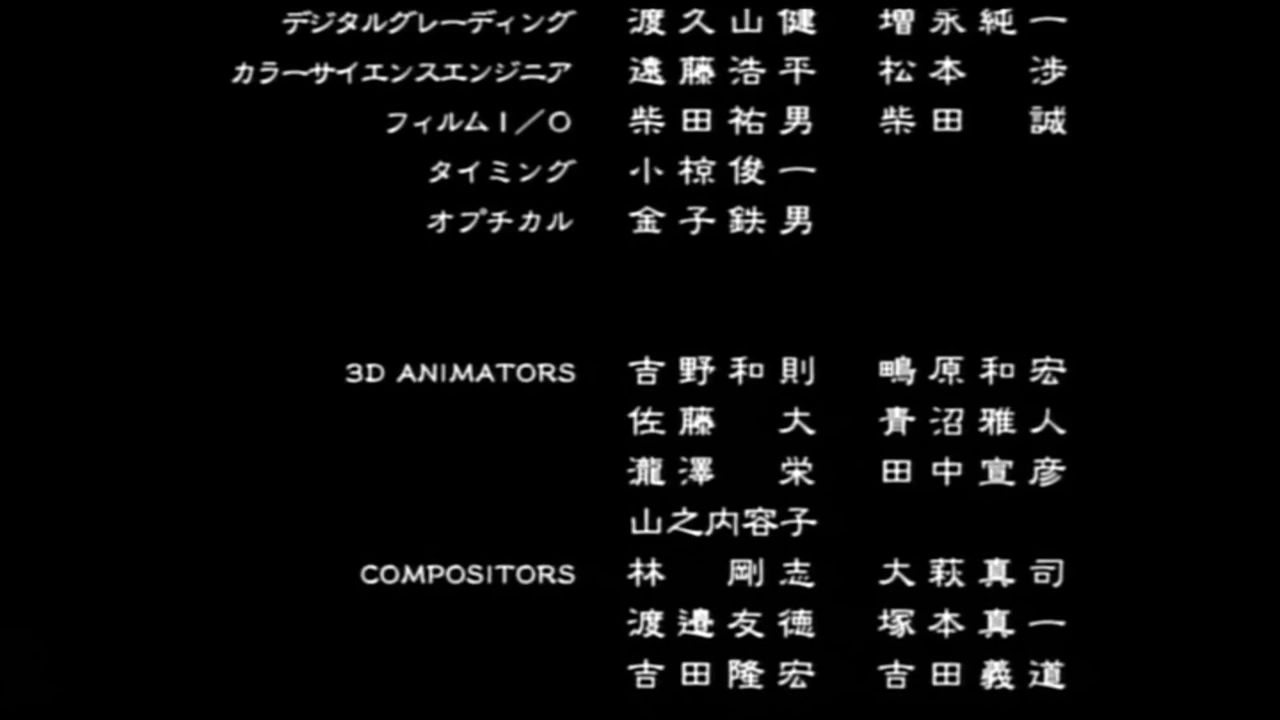 デジタルグレーディング 渡久山健 増永純一
カラーサイエンスエンジニア 遠藤浩平 松本 渉
フィルムI/O 柴田祐男 柴田 誠
タイミング 小椋俊一
オプチカル 金子鉄男
3D ANIMATORS 吉野和則 鴫原和宏
佐藤 大 青沼雅人
瀧澤 栄 田中宣彦
山之内容子
COMPOSITORS 林 剛志 大萩真司
渡邉友徳 塚本真一
吉田隆宏 吉田義道